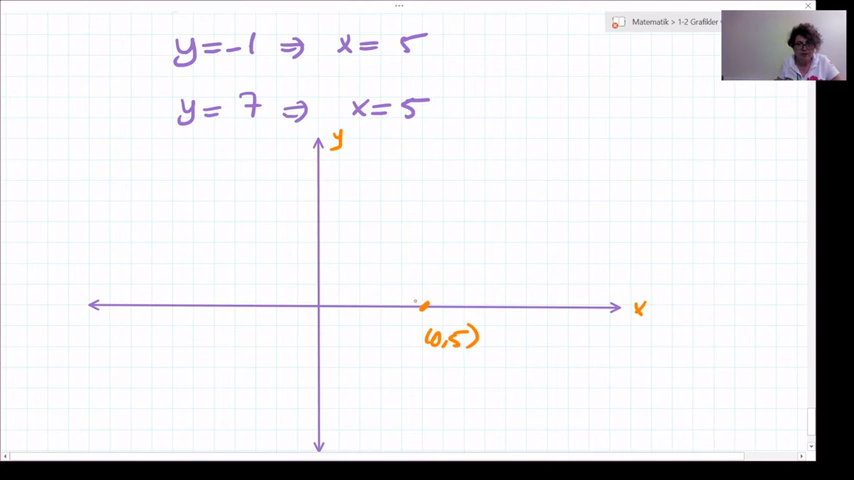 Matematik > 1-2 Grafikler
y=-1 ⇒ x= 5
y= 7 ⇒ x=5
y
x
(0,5)